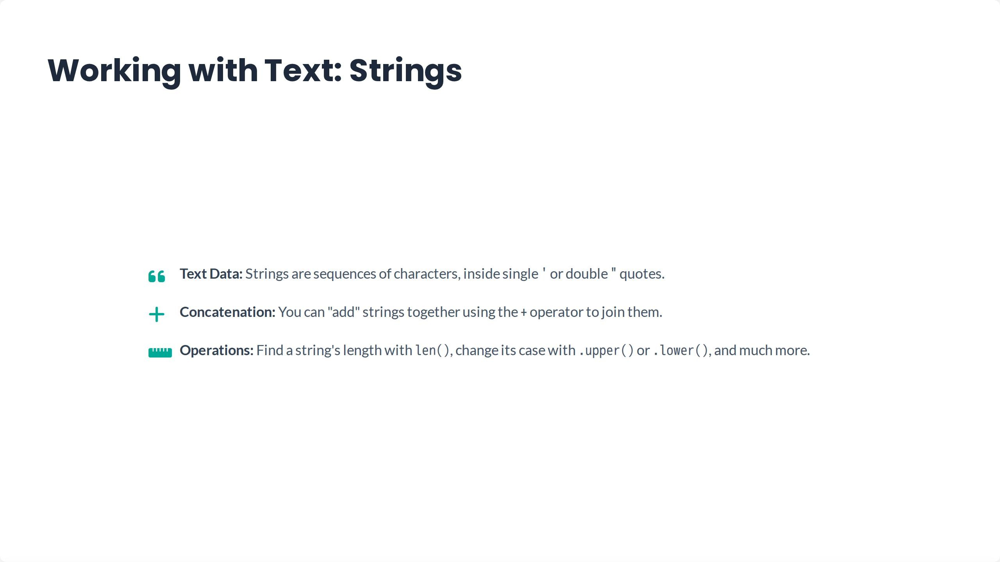 Working with Text: Strings
Text Data: Strings are sequences of characters, inside single ' or double " quotes.
Concatenation: You can "add" strings together using the + operator to join them.
Operations: Find a string's length with len(), change its case with .upper() or .lower(), and much more.